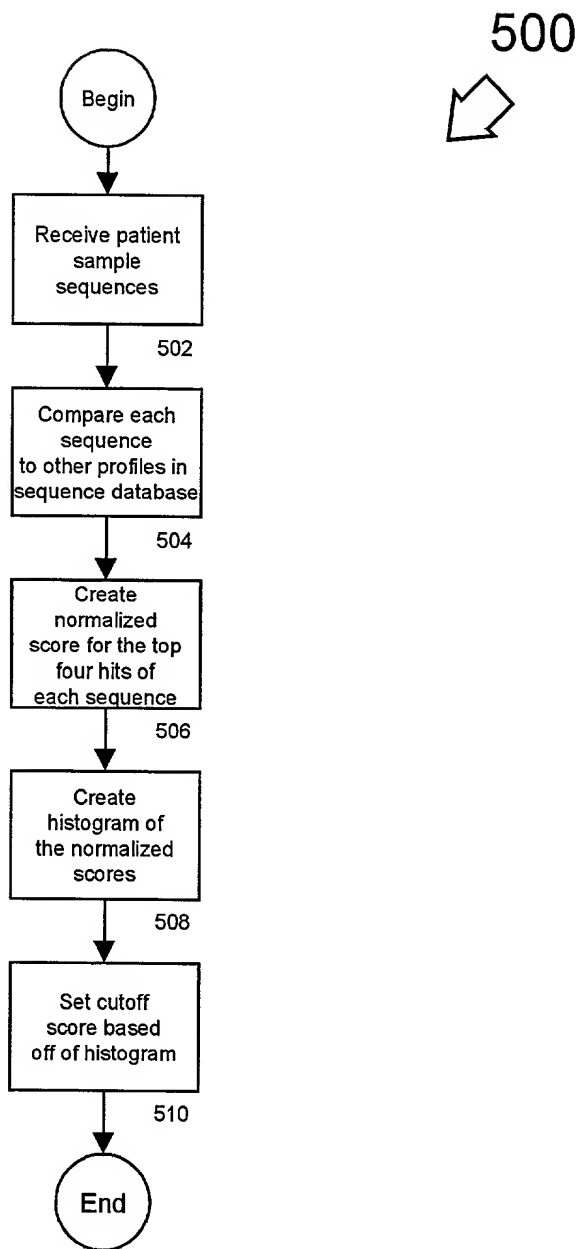 500
Begin
Receive patient
sample
sequences
502
Compare each
sequence
to other profiles in
sequence database
504
Create
normalized
score for the top
four hits of
each sequence
506
Create
histogram of
the normalized
scores
508
Set cutoff
score based
off of histogram
510
End